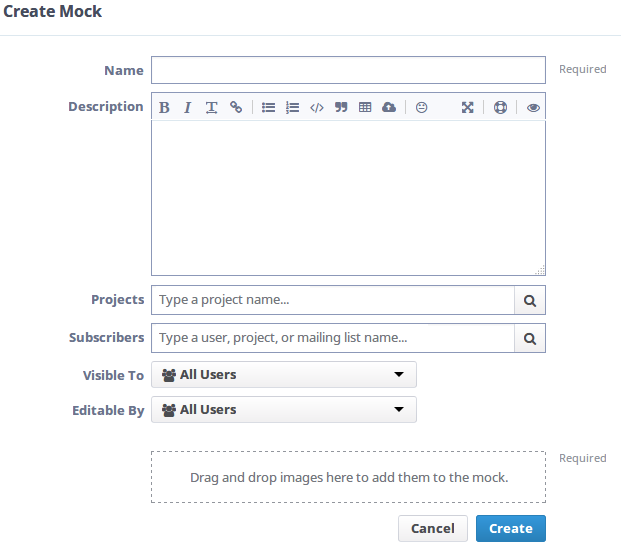 Create Mock
Name
Required
Description
B I T
Projects
Type a project name...
Subscribers
Type a user, project, or mailing list name...
Visible To
All Users
Editable By
All Users
Required
Drag and drop images here to add them to the mock.
Cancel
Create